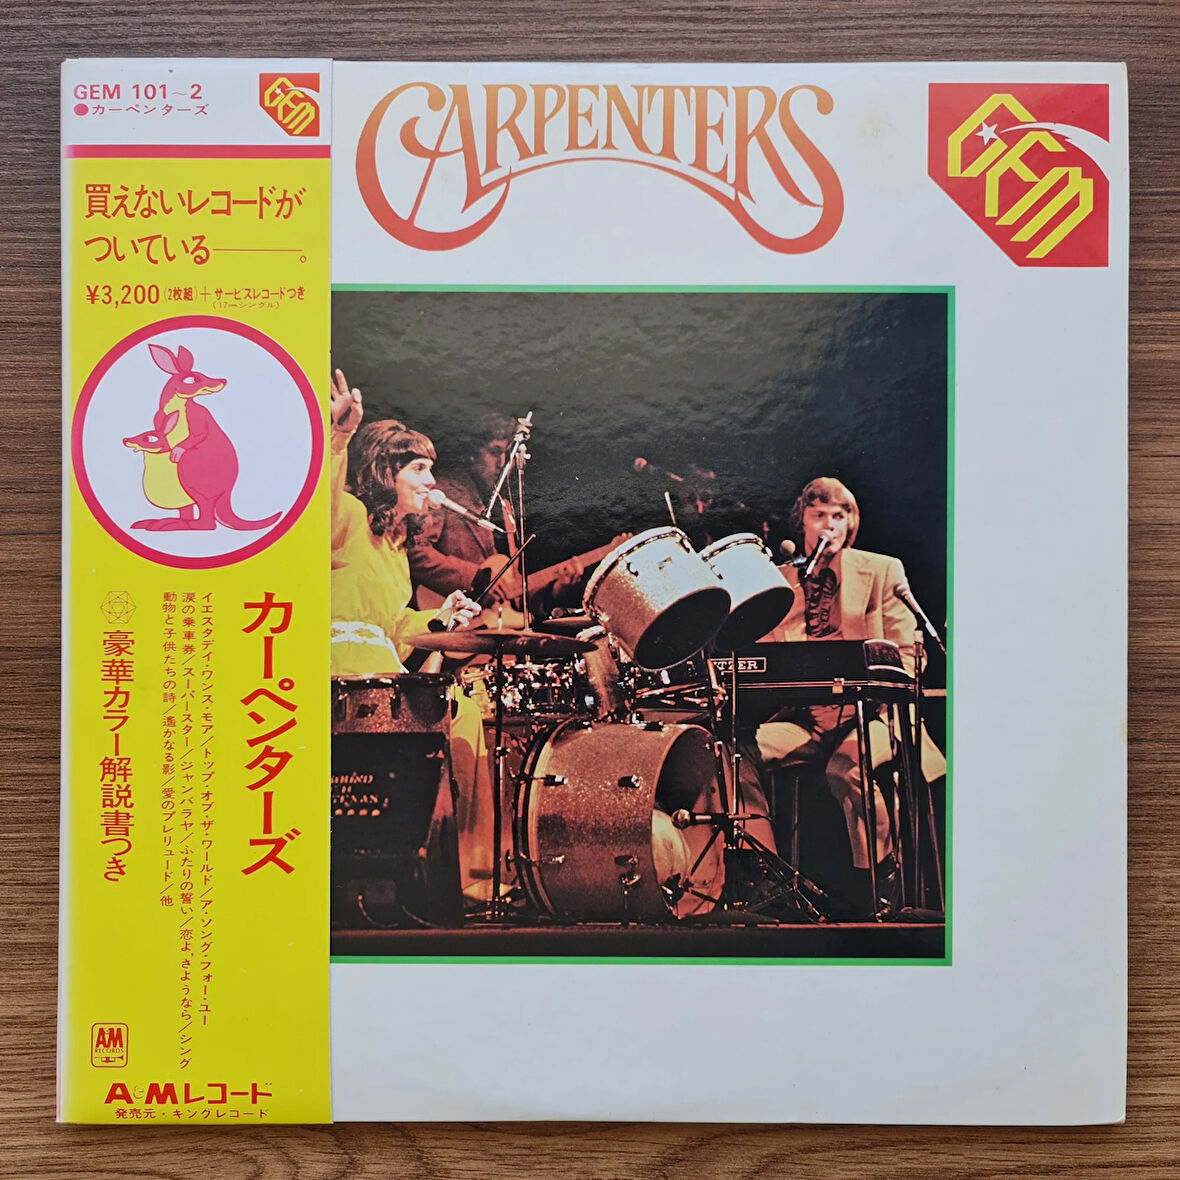 GEM 101~2
●カーペンターズ
GEM
買えないレコードが
ついている——。
¥3,200(2枚組)+サービスレコードつき
(17cmシングル)
カーペンターズ
イエスタデイ・ワンス・モア/トップ・オブ・ザ・ワールド/ア・ソング・フォー・ユー
涙の乗車券/スーパースター/ジャンバラヤ/ふたりの誓い/恋よ、さようなら/シング
動物と子供たちの詩/遙かなる影/愛のプレリュード/他
豪華カラー解説書つき
A&M
RECORDS
A&Mレコード
発売元・キングレコード
CARPENTERS
GEM